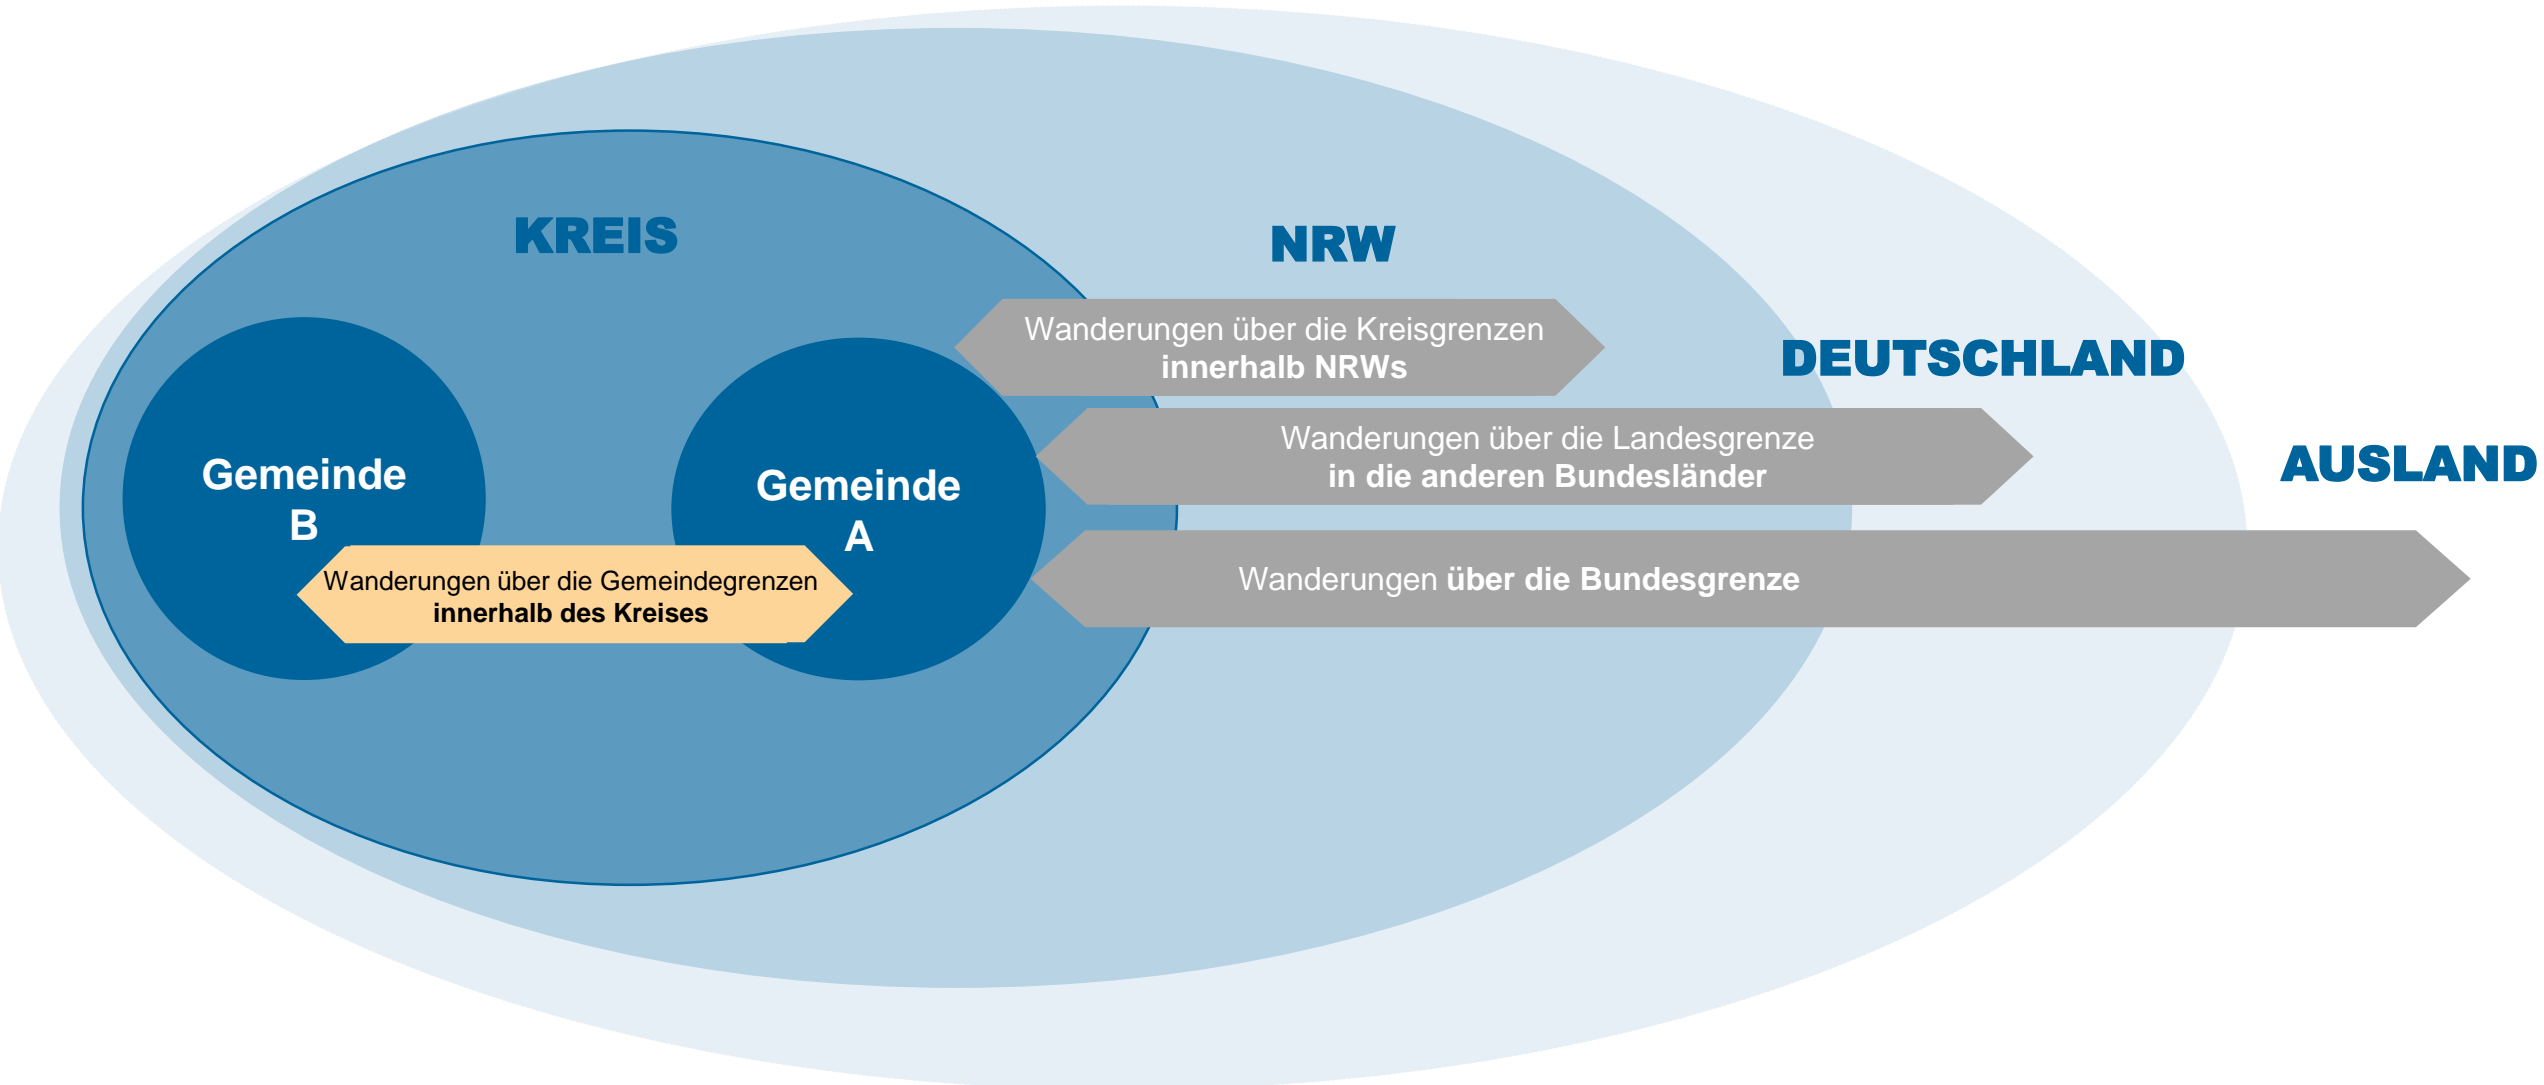 KREIS
NRW
Wanderungen über die Kreisgrenzen
innerhalb NRWs
DEUTSCHLAND
Wanderungen über die Landesgrenze
in die anderen Bundesländer
AUSLAND
Gemeinde
B
Gemeinde
A
Wanderungen über die Gemeindegrenzen
innerhalb des Kreises
Wanderungen über die Bundesgrenze